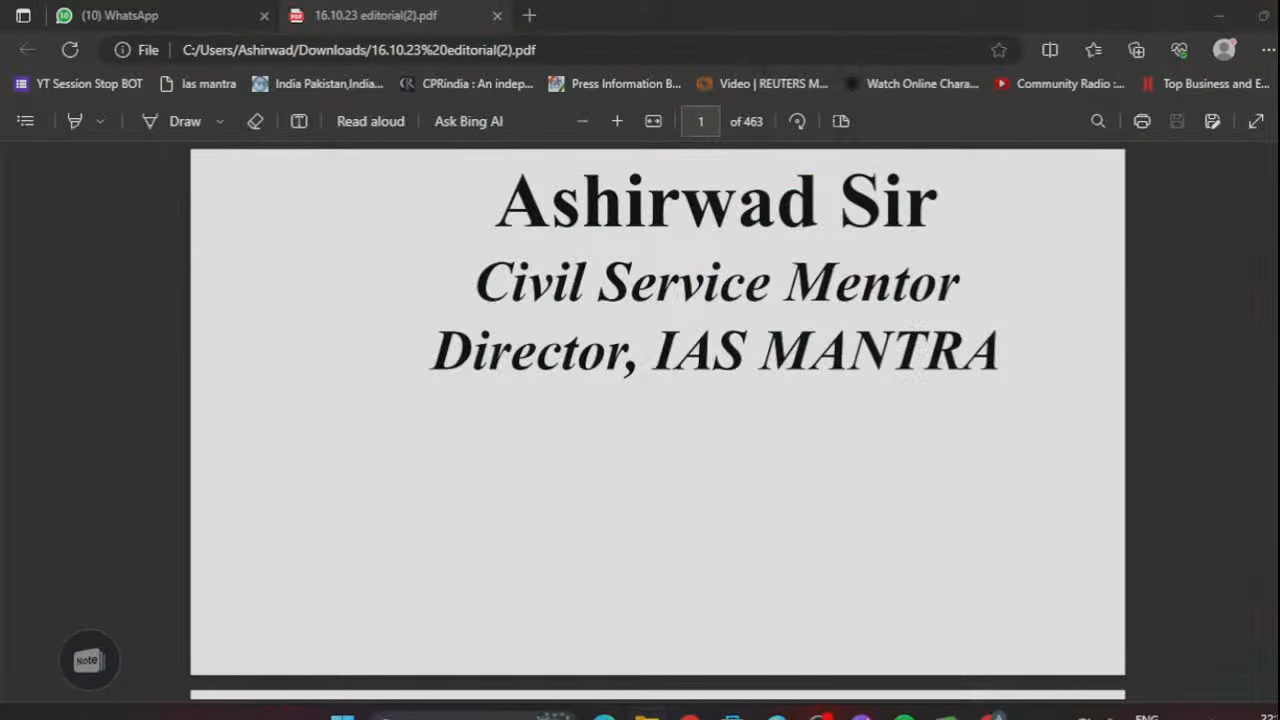 (10) WhatsApp
16.10.23 editorial(2).pdf
File
C:/Users/Ashirwad/Downloads/16.10.23%20editorial(2).pdf
YT Session Stop BOT
Ias mantra
India Pakistan,India...
CPRindia : An indep...
Press Information B...
Video | REUTERS M...
Watch Online Chara...
Community Radio :...
Top Business and E...
Draw
Read aloud
Ask Bing AI
1
of 463
Ashirwad Sir
Civil Service Mentor
Director, IAS MANTRA
Note
ENG